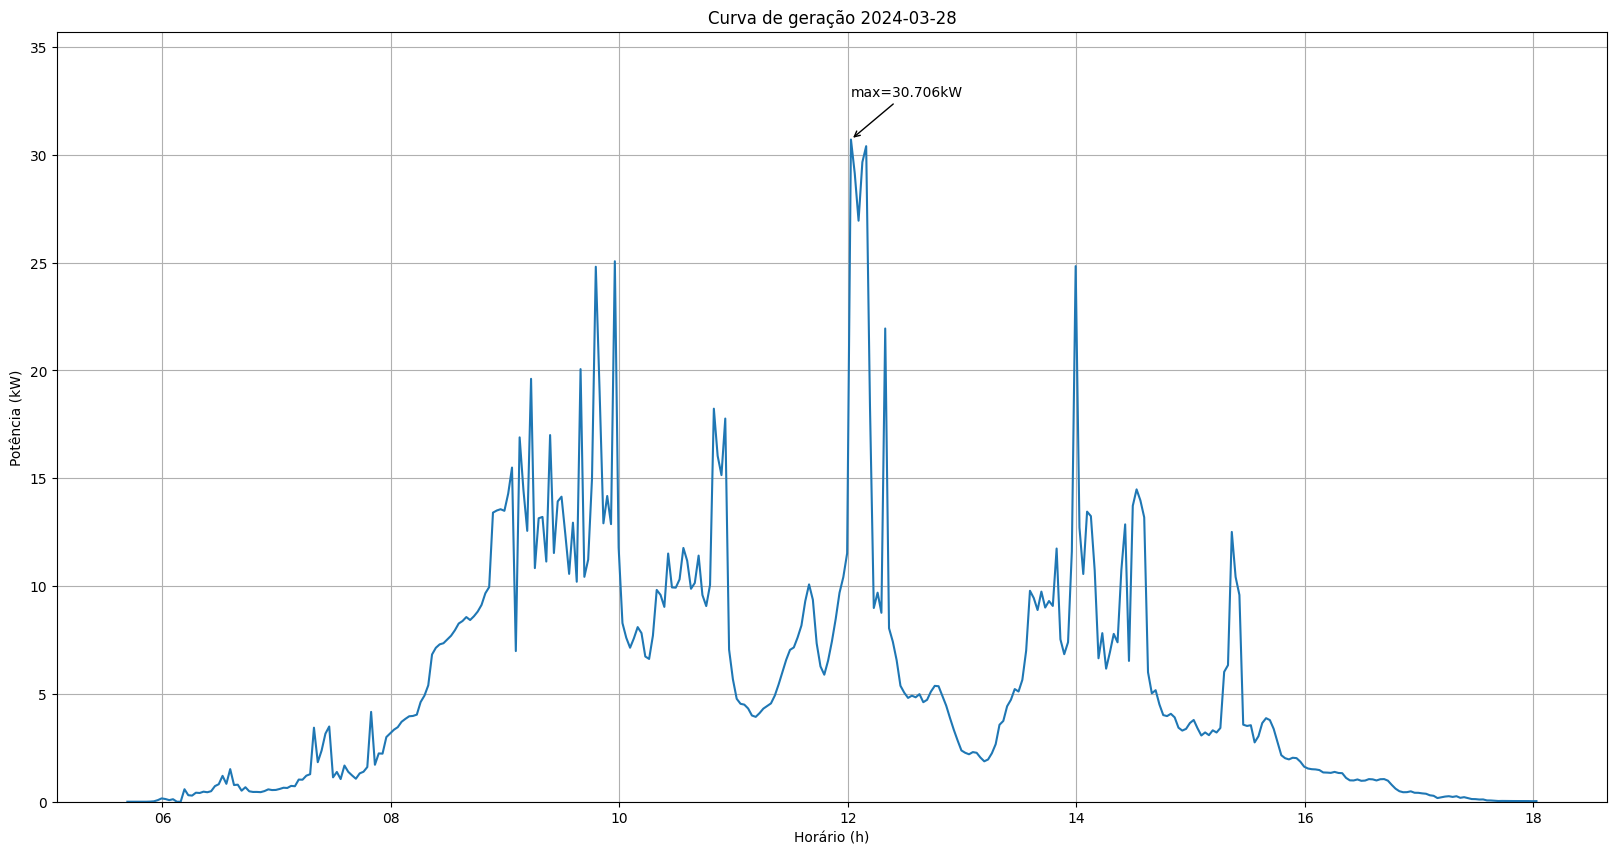 Curva de geração 2024-03-28
35
max=30.706kW
30
25
20
15
10
5
0
Potência (kW)
06 08 10 12 14 16 18
Horário (h)